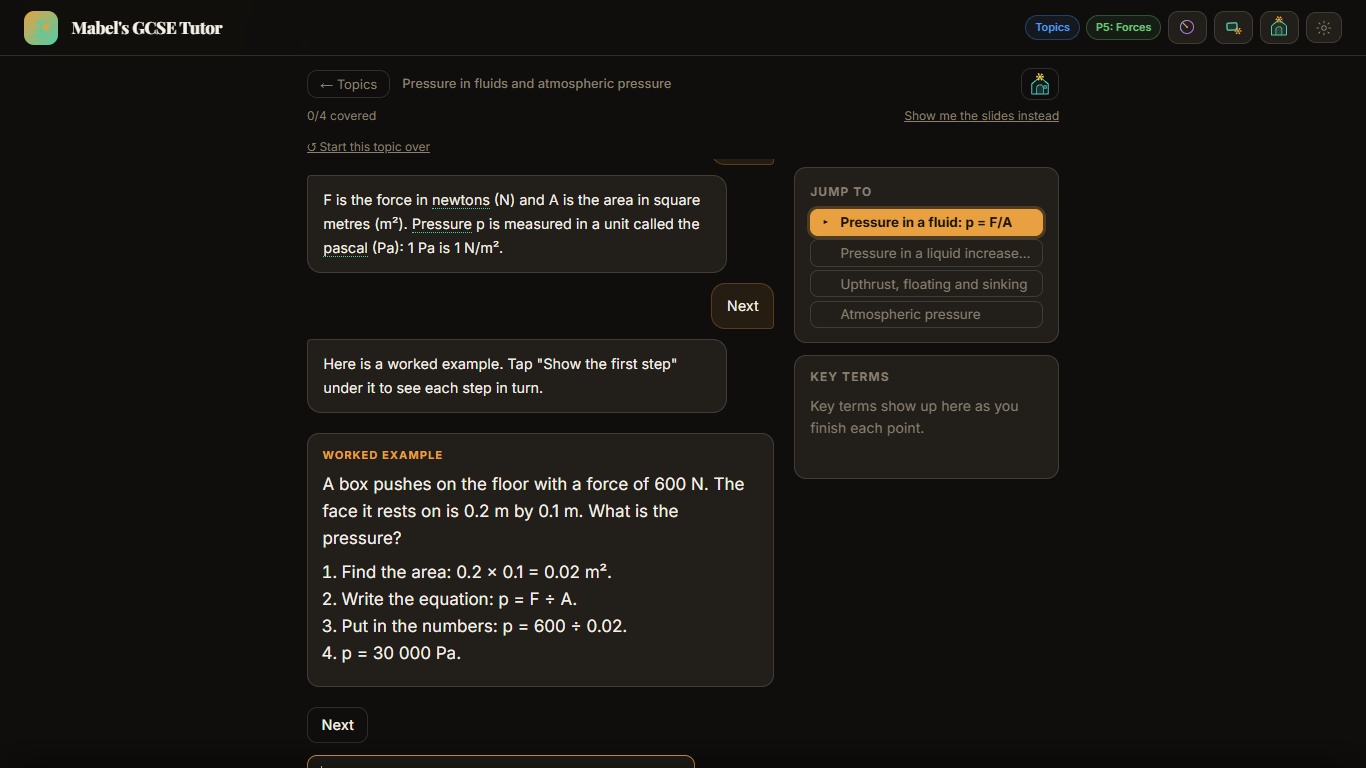 Mabel's GCSE Tutor
Topics
P5: Forces
← Topics
Pressure in fluids and atmospheric pressure
0/4 covered
Show me the slides instead
↺ Start this topic over
F is the force in newtons (N) and A is the area in square
metres (m²). Pressure p is measured in a unit called the
pascal (Pa): 1 Pa is 1 N/m².
Next
Here is a worked example. Tap "Show the first step"
under it to see each step in turn.
WORKED EXAMPLE
A box pushes on the floor with a force of 600 N. The
face it rests on is 0.2 m by 0.1 m. What is the
pressure?
1. Find the area: 0.2 × 0.1 = 0.02 m².
2. Write the equation: p = F ÷ A.
3. Put in the numbers: p = 600 ÷ 0.02.
4. p = 30 000 Pa.
Next
JUMP TO
‣ Pressure in a fluid: p = F/A
Pressure in a liquid increase...
Upthrust, floating and sinking
Atmospheric pressure
KEY TERMS
Key terms show up here as you
finish each point.